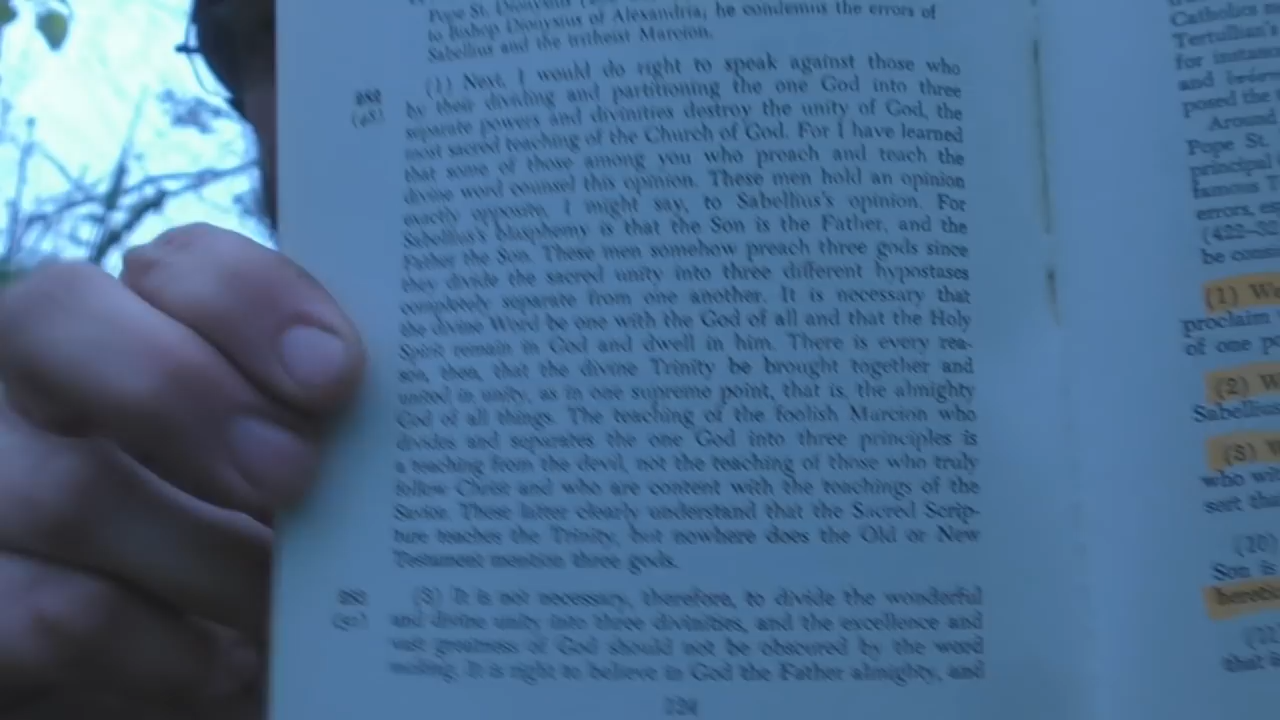 Pope St. Dionysius
to Bishop Dionysius of Alexandria; he condemns the errors of
Sabellius and the tritheist Marcion.
(1) Next, I would do right to speak against those who
by their dividing and partitioning the one God into three
separate powers and divinities destroy the unity of God, the
most sacred teaching of the Church of God. For I have learned
that some of those among you who preach and teach the
divine word counsel this opinion. These men hold an opinion
exactly opposite, I might say, to Sabellius's opinion. For
Sabellius's blasphemy is that the Son is the Father, and the
Father the Son. These men somehow preach three gods since
they divide the sacred unity into three different hypostases
completely separate from one another. It is necessary that
the divine Word be one with the God of all and that the Holy
Spirit remain in God and dwell in him. There is every rea-
son, then, that the divine Trinity be brought together and
united in unity, as in one supreme point, that is, the almighty
God of all things. The teaching of the foolish Marcion who
divides and separates the one God into three principles is
a teaching from the devil, not the teaching of those who truly
follow Christ and who are content with the teachings of the
Savior. These latter clearly understand that the Sacred Scrip-
ture teaches the Trinity, but nowhere does the Old or New
Testament mention three gods.
(3) It is not necessary, therefore, to divide the wonderful
and divine unity into three divinities, and the excellence and
vast greatness of God should not be obscured by the word
making. It is right to believe in God the Father almighty, and
Catholics
Tertullian's
for instance
and
posed the
Around
Pope St.
principal
famous
errors,
(422-32
be
(1) We
proclaim
of one
(2) W
Sabellius
(3) W
who
sort
(10)
Son is
(11)
that